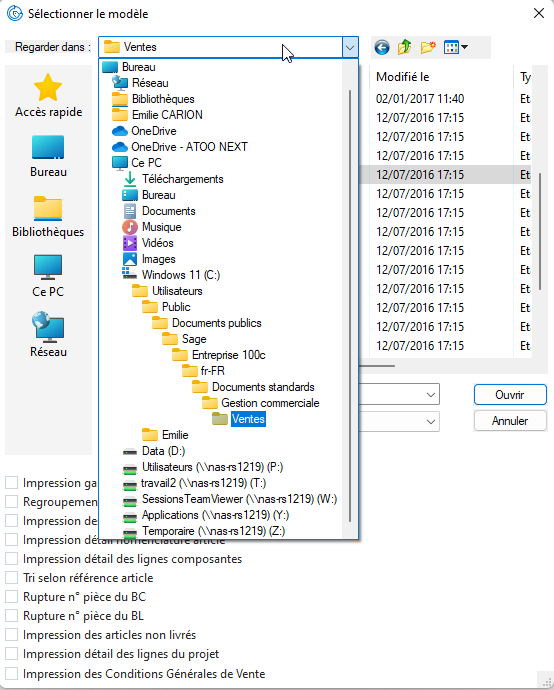 Sélectionner le modèle
Regarder dans :
Ventes
Accès rapide
Bureau
Bibliothèques
Ce PC
Réseau
Bureau
Réseau
Bibliothèques
Emilie CARION
OneDrive
OneDrive - ATOO NEXT
Ce PC
Téléchargements
Bureau
Documents
Musique
Vidéos
Images
Windows 11 (C:)
Utilisateurs
Public
Documents publics
Sage
Entreprise 100c
fr-FR
Documents standards
Gestion commerciale
Ventes
Emilie
Data (D:)
Utilisateurs (\\nas-rs1219) (P:)
travail2 (\\nas-rs1219) (T:)
SessionsTeamViewer (\\nas-rs1219) (W:)
Applications (\\nas-rs1219) (Y:)
Temporaire (\\nas-rs1219) (Z:)
Modifié le Ty
02/01/2017 11:40 Et
12/07/2016 17:15 Et
12/07/2016 17:15 Et
12/07/2016 17:15 Et
12/07/2016 17:15 Et
12/07/2016 17:15 Et
12/07/2016 17:15 Et
12/07/2016 17:15 Et
12/07/2016 17:15 Et
12/07/2016 17:15 Et
12/07/2016 17:15 Et
12/07/2016 17:15 Et
12/07/2016 17:15 Et
12/07/2016 17:15 Et
Ouvrir
Annuler
Impression ga
Regroupemen
Impression de
Impression détail nomenclature article
Impression détail des lignes composantes
Tri selon référence article
Rupture n° pièce du BC
Rupture n° pièce du BL
Impression des articles non livrés
Impression détail des lignes du projet
Impression des Conditions Générales de Vente